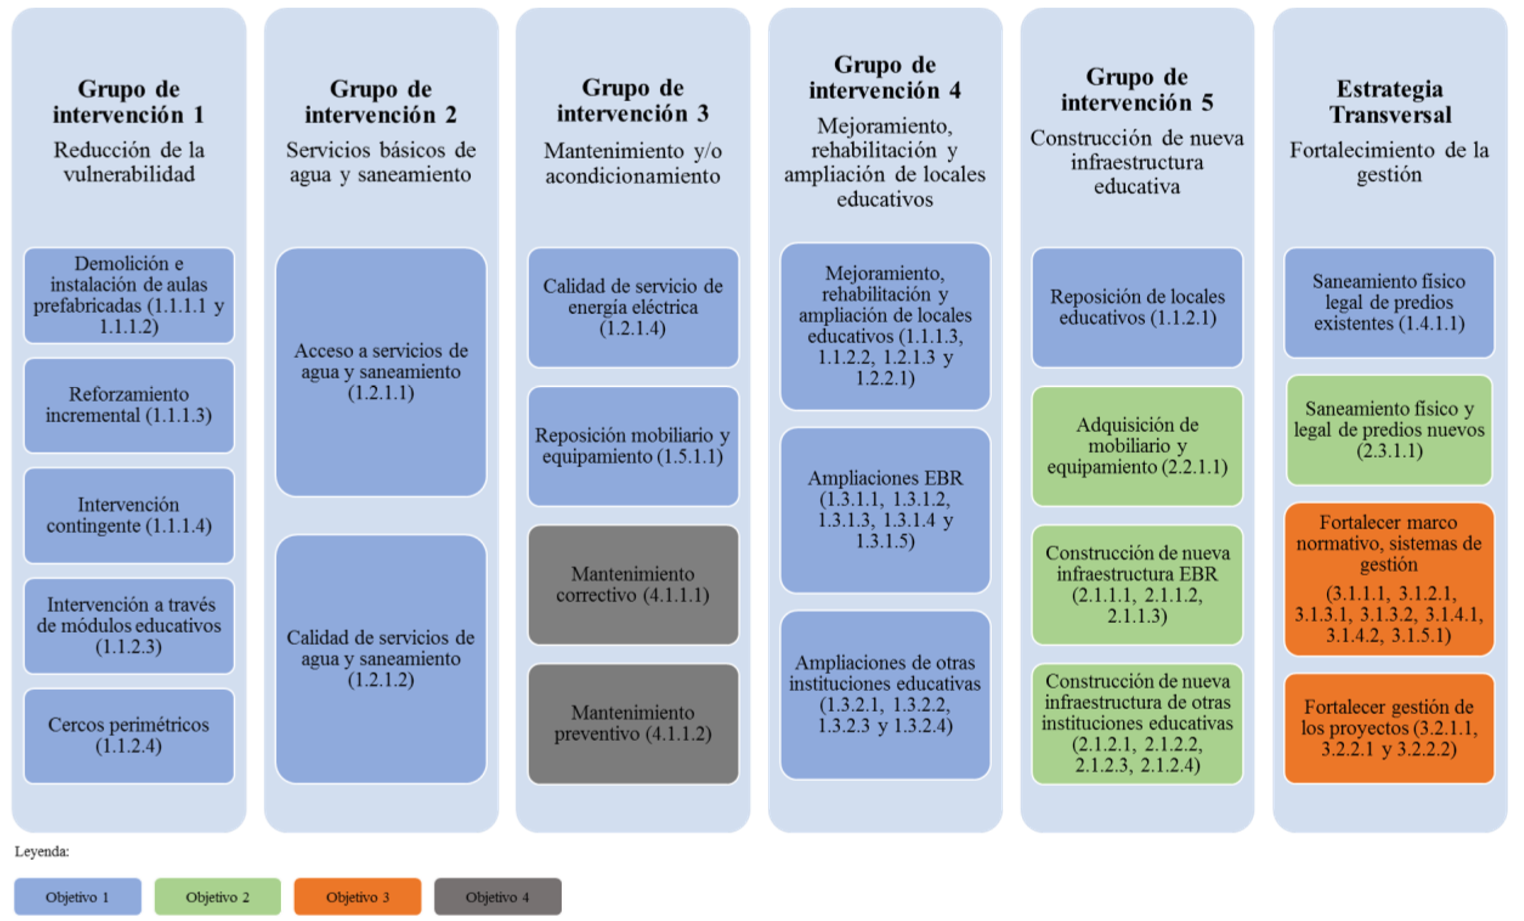 Grupo de
intervención 1
Reducción de la
vulnerabilidad
Demolición e
instalación de aulas
prefabricadas (1.1.1.1 y
1.1.1.2)
Reforzamiento
incremental (1.1.1.3)
Intervención
contingente (1.1.1.4)
Intervención a través
de módulos educativos
(1.1.2.3)
Cercos perimétricos
(1.1.2.4)
Grupo de
intervención 2
Servicios básicos de
agua y saneamiento
Acceso a servicios de
agua y saneamiento
(1.2.1.1)
Calidad de servicios de
agua y saneamiento
(1.2.1.2)
Grupo de
intervención 3
Mantenimiento y/o
acondicionamiento
Calidad de servicio de
energía eléctrica
(1.2.1.4)
Reposición mobiliario y
equipamiento (1.5.1.1)
Mantenimiento
correctivo (4.1.1.1)
Mantenimiento
preventivo (4.1.1.2)
Grupo de
intervención 4
Mejoramiento,
rehabilitación y
ampliación de locales
educativos
Mejoramiento,
rehabilitación y
ampliación de locales
educativos (1.1.1.3,
1.1.2.2, 1.2.1.3 y
1.2.2.1)
Ampliaciones EBR
(1.3.1.1, 1.3.1.2,
1.3.1.3, 1.3.1.4 y
1.3.1.5)
Ampliaciones de otras
instituciones educativas
(1.3.2.1, 1.3.2.2,
1.3.2.3 y 1.3.2.4)
Grupo de
intervención 5
Construcción de nueva
infraestructura
educativa
Reposición de locales
educativos (1.1.2.1)
Adquisición de
mobiliario y
equipamiento (2.2.1.1)
Construcción de nueva
infraestructura EBR
(2.1.1.1, 2.1.1.2,
2.1.1.3)
Construcción de nueva
infraestructura de otras
instituciones educativas
(2.1.2.1, 2.1.2.2,
2.1.2.3, 2.1.2.4)
Estrategia
Transversal
Fortalecimiento de la
gestión
Saneamiento físico
legal de predios
existentes (1.4.1.1)
Saneamiento físico y
legal de predios nuevos
(2.3.1.1)
Fortalecer marco
normativo, sistemas de
gestión
(3.1.1.1, 3.1.2.1,
3.1.3.1, 3.1.3.2, 3.1.4.1,
3.1.4.2, 3.1.5.1)
Fortalecer gestión de
los proyectos (3.2.1.1,
3.2.2.1 y 3.2.2.2)
Leyenda:
Objetivo 1
Objetivo 2
Objetivo 3
Objetivo 4